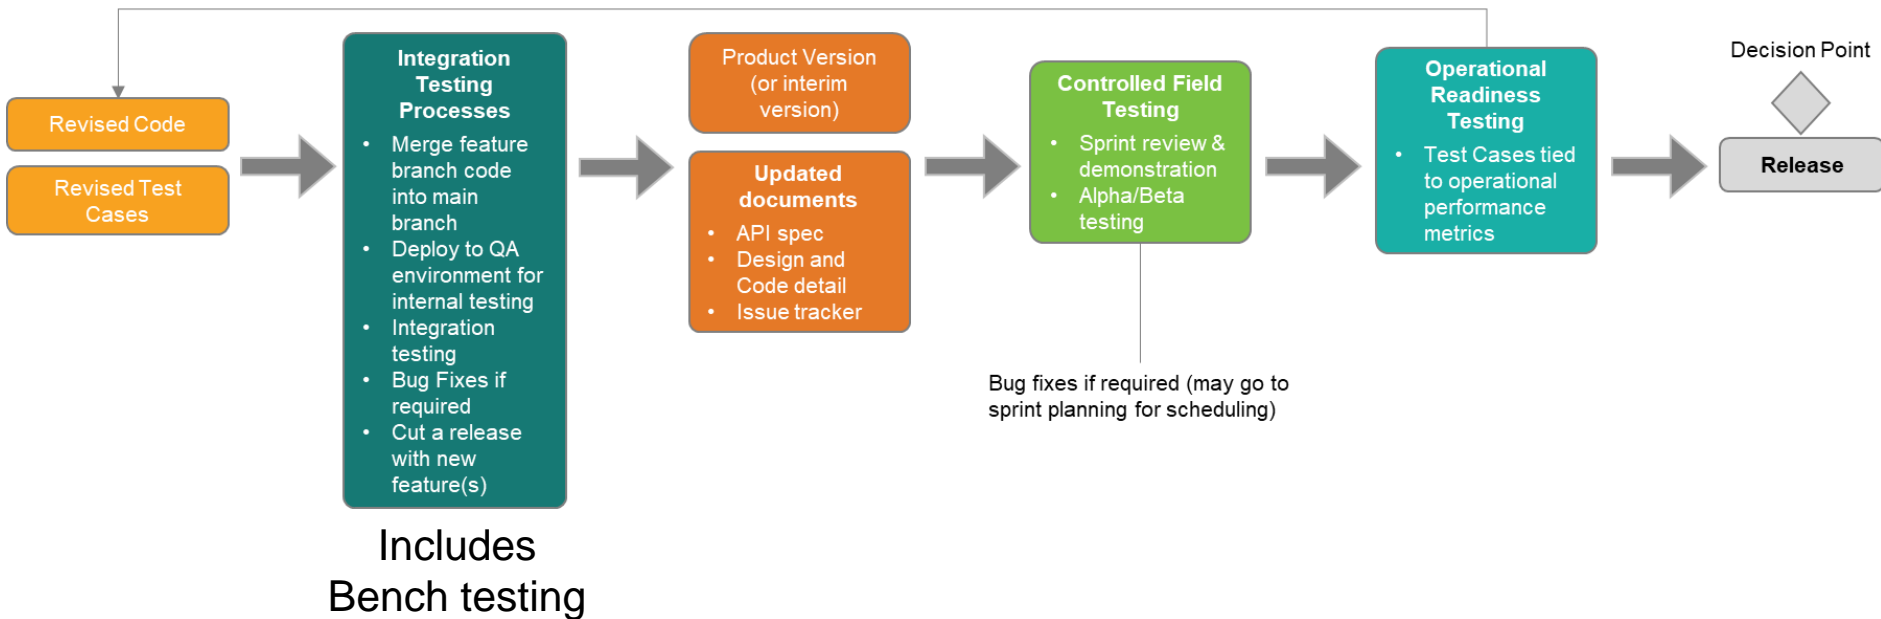 Revised Code
Revised Test
Cases
Integration
Testing
Processes
• Merge feature
branch code
into main
branch
• Deploy to QA
environment for
internal testing
• Integration
testing
• Bug Fixes if
required
• Cut a release
with new
feature(s)
Includes
Bench testing
Product Version
(or interim
version)
Updated
documents
• API spec
• Design and
Code detail
• Issue tracker
Controlled Field
Testing
• Sprint review &
demonstration
• Alpha/Beta
testing
Bug fixes if required (may go to
sprint planning for scheduling)
Operational
Readiness
Testing
• Test Cases tied
to operational
performance
metrics
Decision Point
Release